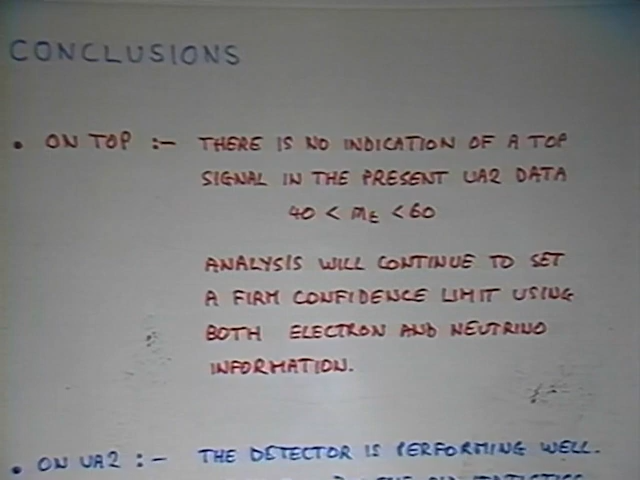 CONCLUSIONS
• ON TOP :- THERE IS NO INDICATION OF A TOP
SIGNAL IN THE PRESENT UA2 DATA
40 < mt < 60
ANALYSIS WILL CONTINUE TO SET
A FIRM CONFIDENCE LIMIT USING
BOTH ELECTRON AND NEUTRINO
INFORMATION.
• ON UA2 :- THE DETECTOR IS PERFORMING WELL.
STATISTICS